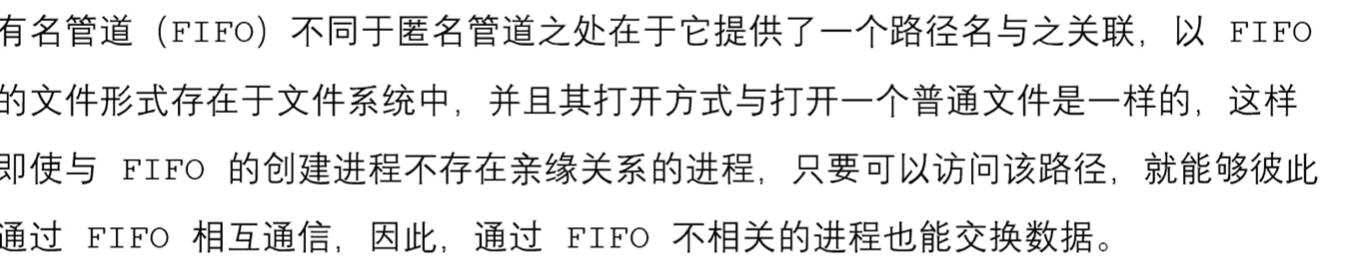 有名管道（FIFO）不同于匿名管道之处在于它提供了一个路径名与之关联，以 FIFO
的文件形式存在于文件系统中，并且其打开方式与打开一个普通文件是一样的，这样
即使与 FIFO 的创建进程不存在亲缘关系的进程，只要可以访问该路径，就能够彼此
通过 FIFO 相互通信，因此，通过 FIFO 不相关的进程也能交换数据。